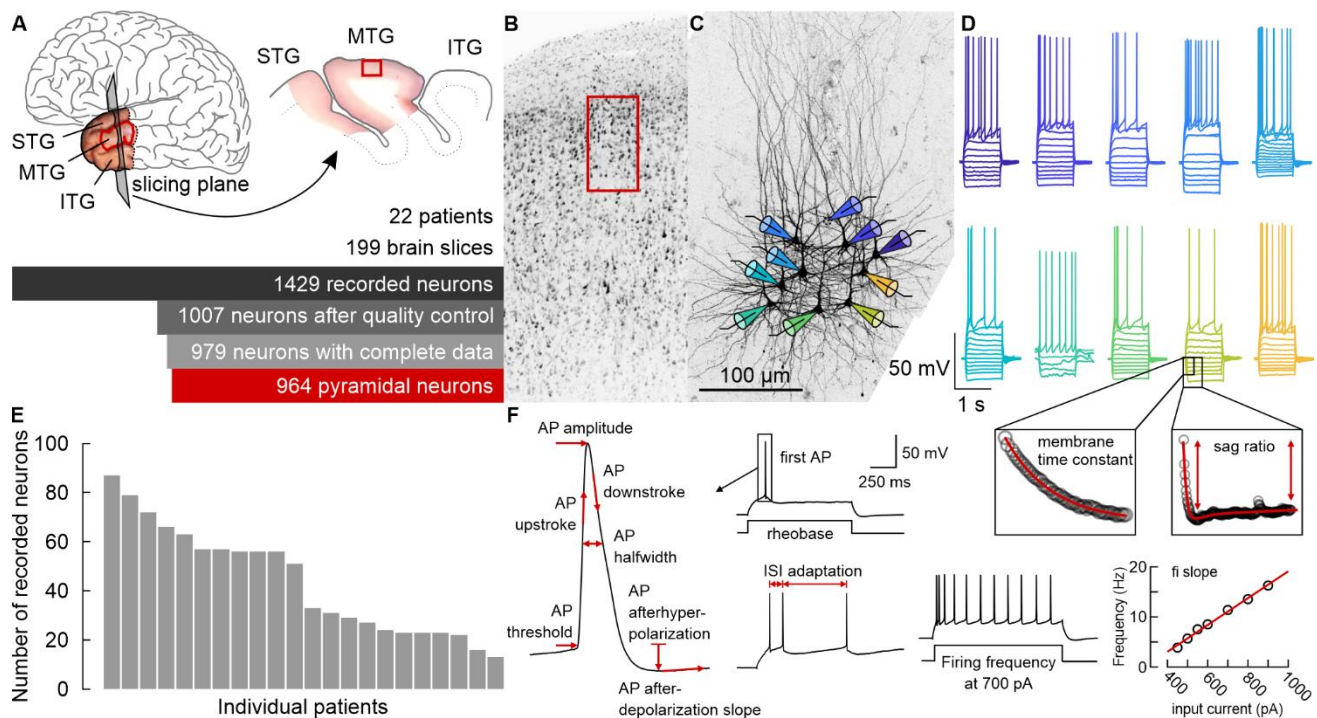 A
STG
MTG
ITG
STG
MTG
ITG
slicing plane
22 patients
199 brain slices
1429 recorded neurons
1007 neurons after quality control
979 neurons with complete data
964 pyramidal neurons
B
C
100 µm
D
50 mV
1 s
membrane
time constant
sag ratio
E
Number of recorded neurons
100
80
60
40
20
0
Individual patients
F
AP amplitude
AP
downstroke
AP
upstroke
AP
halfwidth
AP
threshold
AP
afterhyper-
polarization
AP after-
depolarization slope
first AP
50 mV
250 ms
rheobase
ISI adaptation
Firing frequency
at 700 pA
fi slope
Frequency (Hz)
20
10
0
400
600
800
1000
input current (pA)